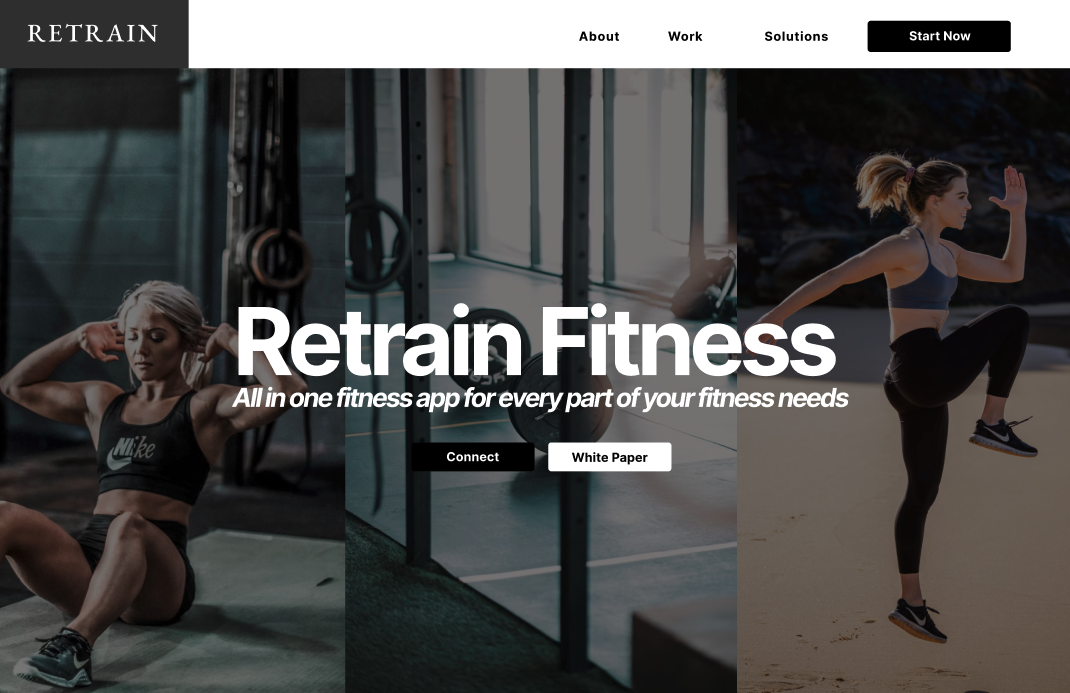 RETRAIN
About
Work
Solutions
Start Now
Retrain Fitness
All in one fitness app for every part of your fitness needs
Connect
White Paper
Nike